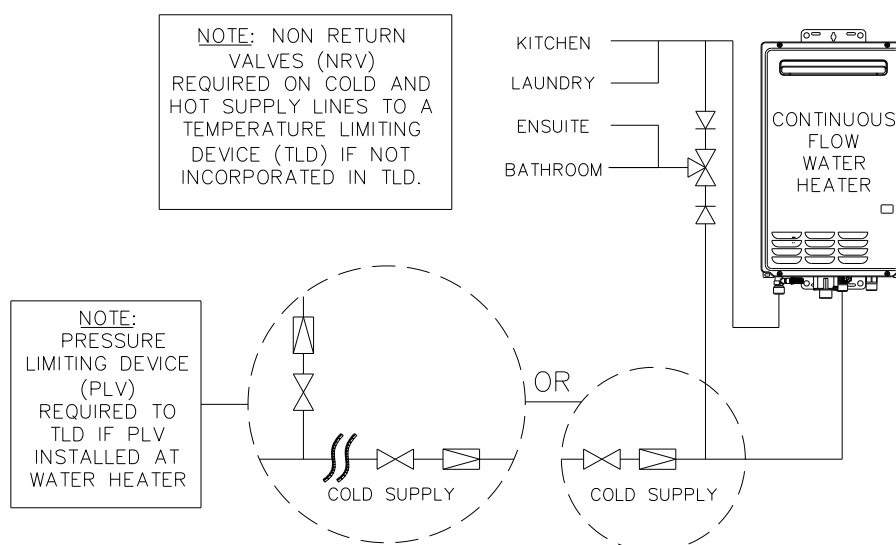 NOTE: NON RETURN
VALVES (NRV)
REQUIRED ON COLD AND
HOT SUPPLY LINES TO A
TEMPERATURE LIMITING
DEVICE (TLD) IF NOT
INCORPORATED IN TLD.
KITCHEN
LAUNDRY
ENSUITE
BATHROOM
CONTINUOUS
FLOW
WATER
HEATER
NOTE:
PRESSURE
LIMITING DEVICE
(PLV)
REQUIRED TO
TLD IF PLV
INSTALLED AT
WATER HEATER
OR
COLD SUPPLY
COLD SUPPLY